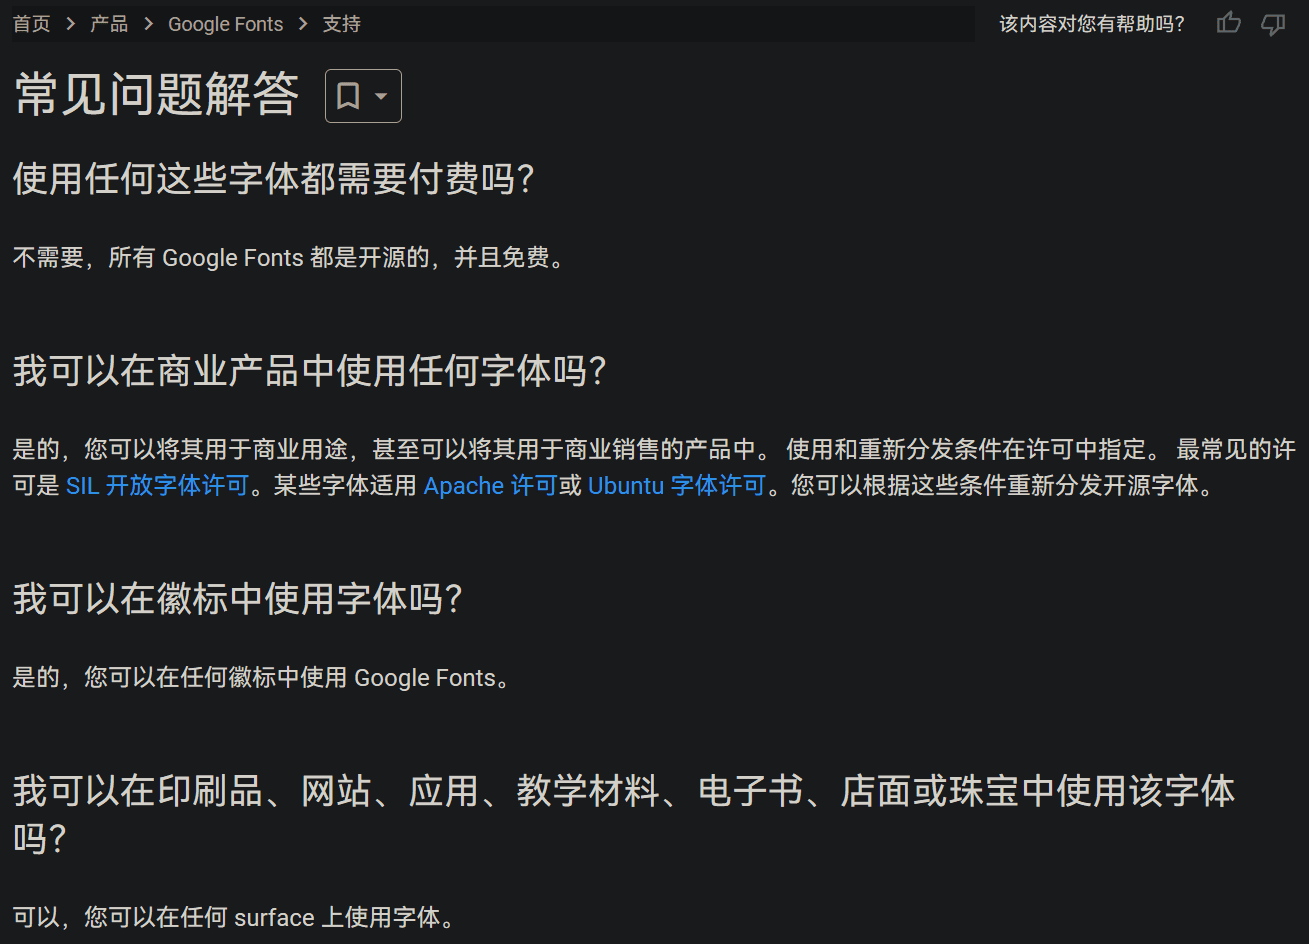 首页 > 产品 > Google Fonts > 支持
该内容对您有帮助吗？
常见问题解答
使用任何这些字体都需要付费吗？
不需要，所有 Google Fonts 都是开源的，并且免费。
我可以在商业产品中使用任何字体吗？
是的，您可以将其用于商业用途，甚至可以将其用于商业销售的产品中。 使用和重新分发条件在许可中指定。 最常见的许
可是 SIL 开放字体许可。某些字体适用 Apache 许可或 Ubuntu 字体许可。您可以根据这些条件重新分发开源字体。
我可以在徽标中使用字体吗？
是的，您可以在任何徽标中使用 Google Fonts。
我可以在印刷品、网站、应用、教学材料、电子书、店面或珠宝中使用该字体
吗？
可以，您可以在任何 surface 上使用字体。